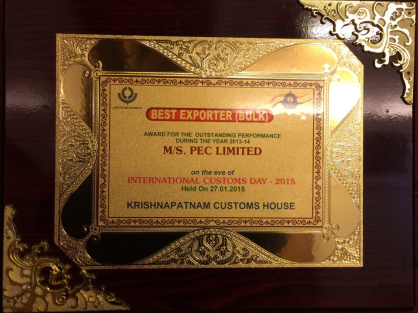 BEST EXPORTER (BULK)
AWARD FOR THE OUTSTANDING PERFORMANCE
DURING THE YEAR 2013-14
M/S. PEC LIMITED
on the eve of
INTERNATIONAL CUSTOMS DAY - 2015
Held On 27.01.2015
KRISHNAPATNAM CUSTOMS HOUSE